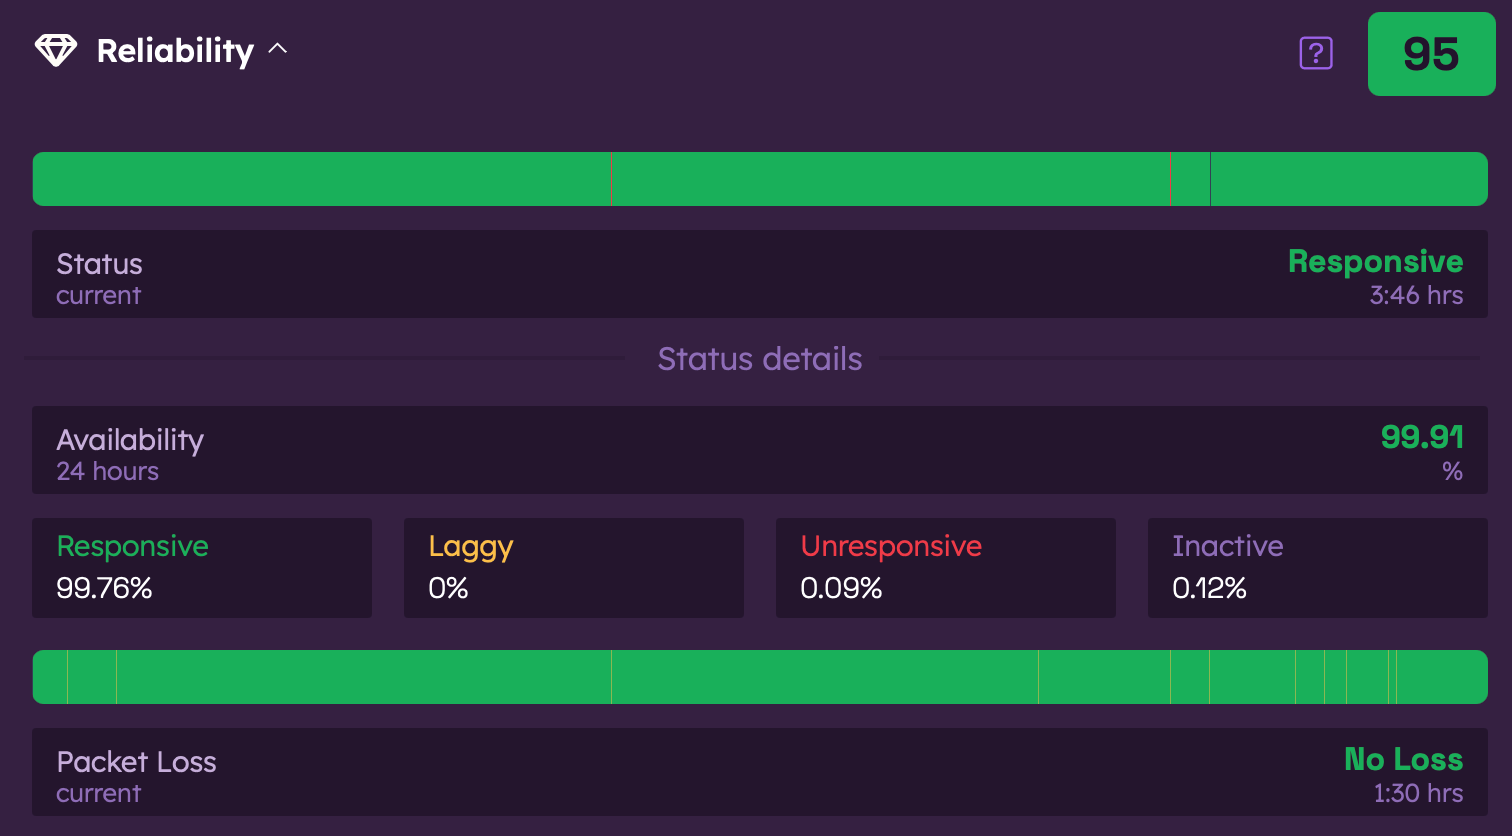 Reliability
?
95
Status
current
Responsive
3:46 hrs
Status details
Availability
24 hours
99.91
%
Responsive
99.76%
Laggy
0%
Unresponsive
0.09%
Inactive
0.12%
Packet Loss
current
No Loss
1:30 hrs